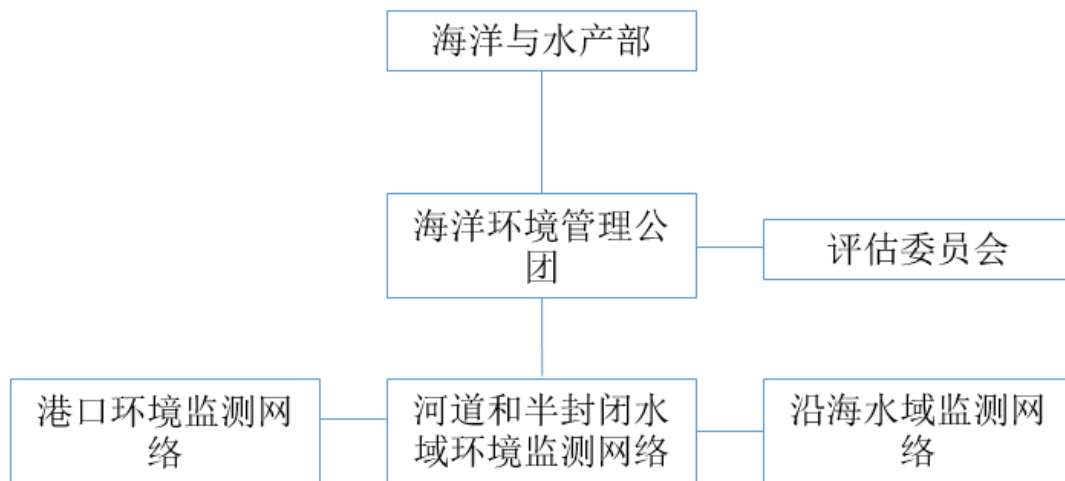 海洋与水产部
海洋环境管理公
团
评估委员会
港口环境监测网
络
河道和半封闭水
域环境监测网络
沿海水域监测网
络